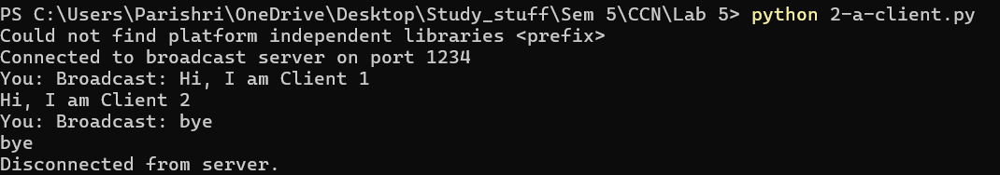 PS C:\Users\Parishri\OneDrive\Desktop\Study_stuff\Sem 5\CCN\Lab 5> python 2-a-client.py
Could not find platform independent libraries <prefix>
Connected to broadcast server on port 1234
You: Broadcast: Hi, I am Client 1
Hi, I am Client 2
You: Broadcast: bye
bye
Disconnected from server.